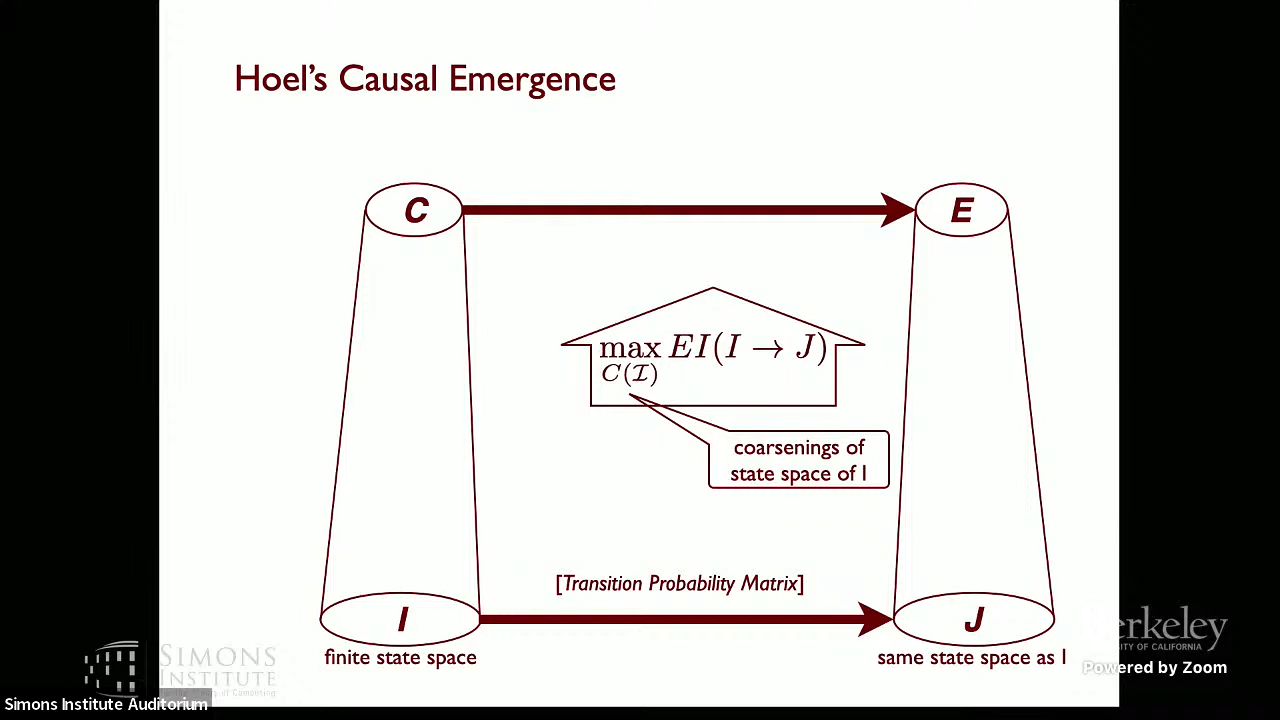 Hoel's Causal Emergence
C
E
max EI(I → J)
C(𝓘)
coarsenings of
state space of I
[Transition Probability Matrix]
I
J
finite state space
same state space as I
SIMONS
INSTITUTE
Berkeley
UNIVERSITY OF CALIFORNIA
Powered by Zoom
Simons Institute Auditorium